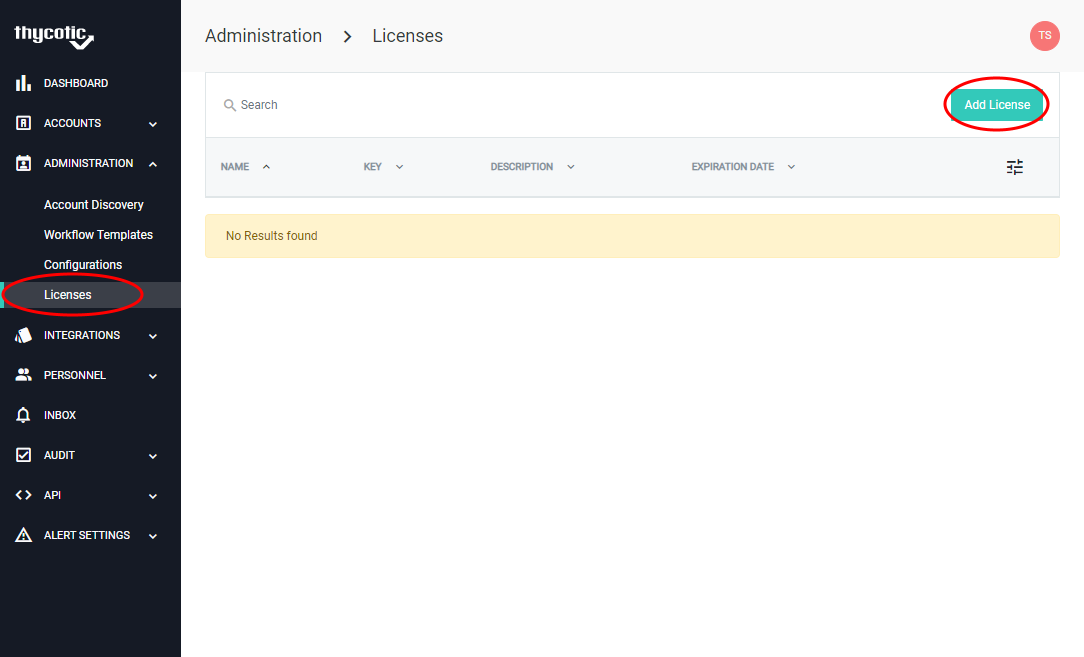 thycotic
DASHBOARD
ACCOUNTS
ADMINISTRATION
Account Discovery
Workflow Templates
Configurations
Licenses
INTEGRATIONS
PERSONNEL
INBOX
AUDIT
API
ALERT SETTINGS
Administration > Licenses
TS
Search
Add License
NAME KEY DESCRIPTION EXPIRATION DATE
No Results found